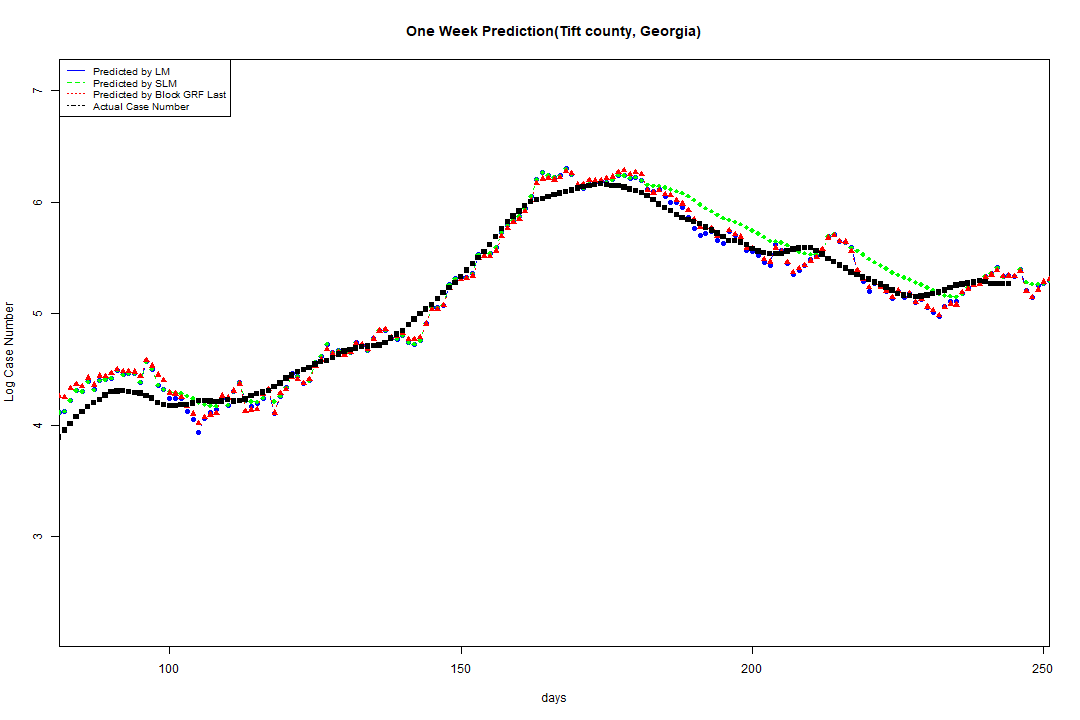 One Week Prediction(Tift county, Georgia)
Predicted by LM
Predicted by SLM
Predicted by Block GRF Last
Actual Case Number
7
6
5
4
3
Log Case Number
100 150 200 250
days